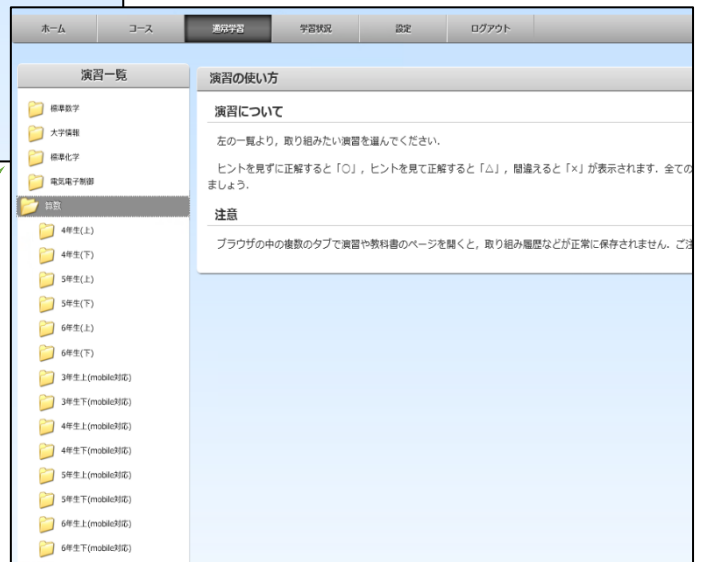 ホーム
コース
適応学習
学習状況
設定
ログアウト
演習一覧
標準数学
大学情報
標準化学
電気電子制御
算数
4年生(上)
4年生(下)
5年生(上)
5年生(下)
6年生(上)
6年生(下)
3年生上(mobile対応)
3年生下(mobile対応)
4年生上(mobile対応)
4年生下(mobile対応)
5年生上(mobile対応)
5年生下(mobile対応)
6年生上(mobile対応)
6年生下(mobile対応)
演習の使い方
演習について
左の一覧より，取り組みたい演習を選んでください．
ヒントを見ずに正解すると「○」，ヒントを見て正解すると「△」，間違えると「×」が表示されます．全ての
ましょう．
注意
ブラウザの中の複数のタブで演習や教科書のページを開くと，取り組み履歴などが正常に保存されません．ご注